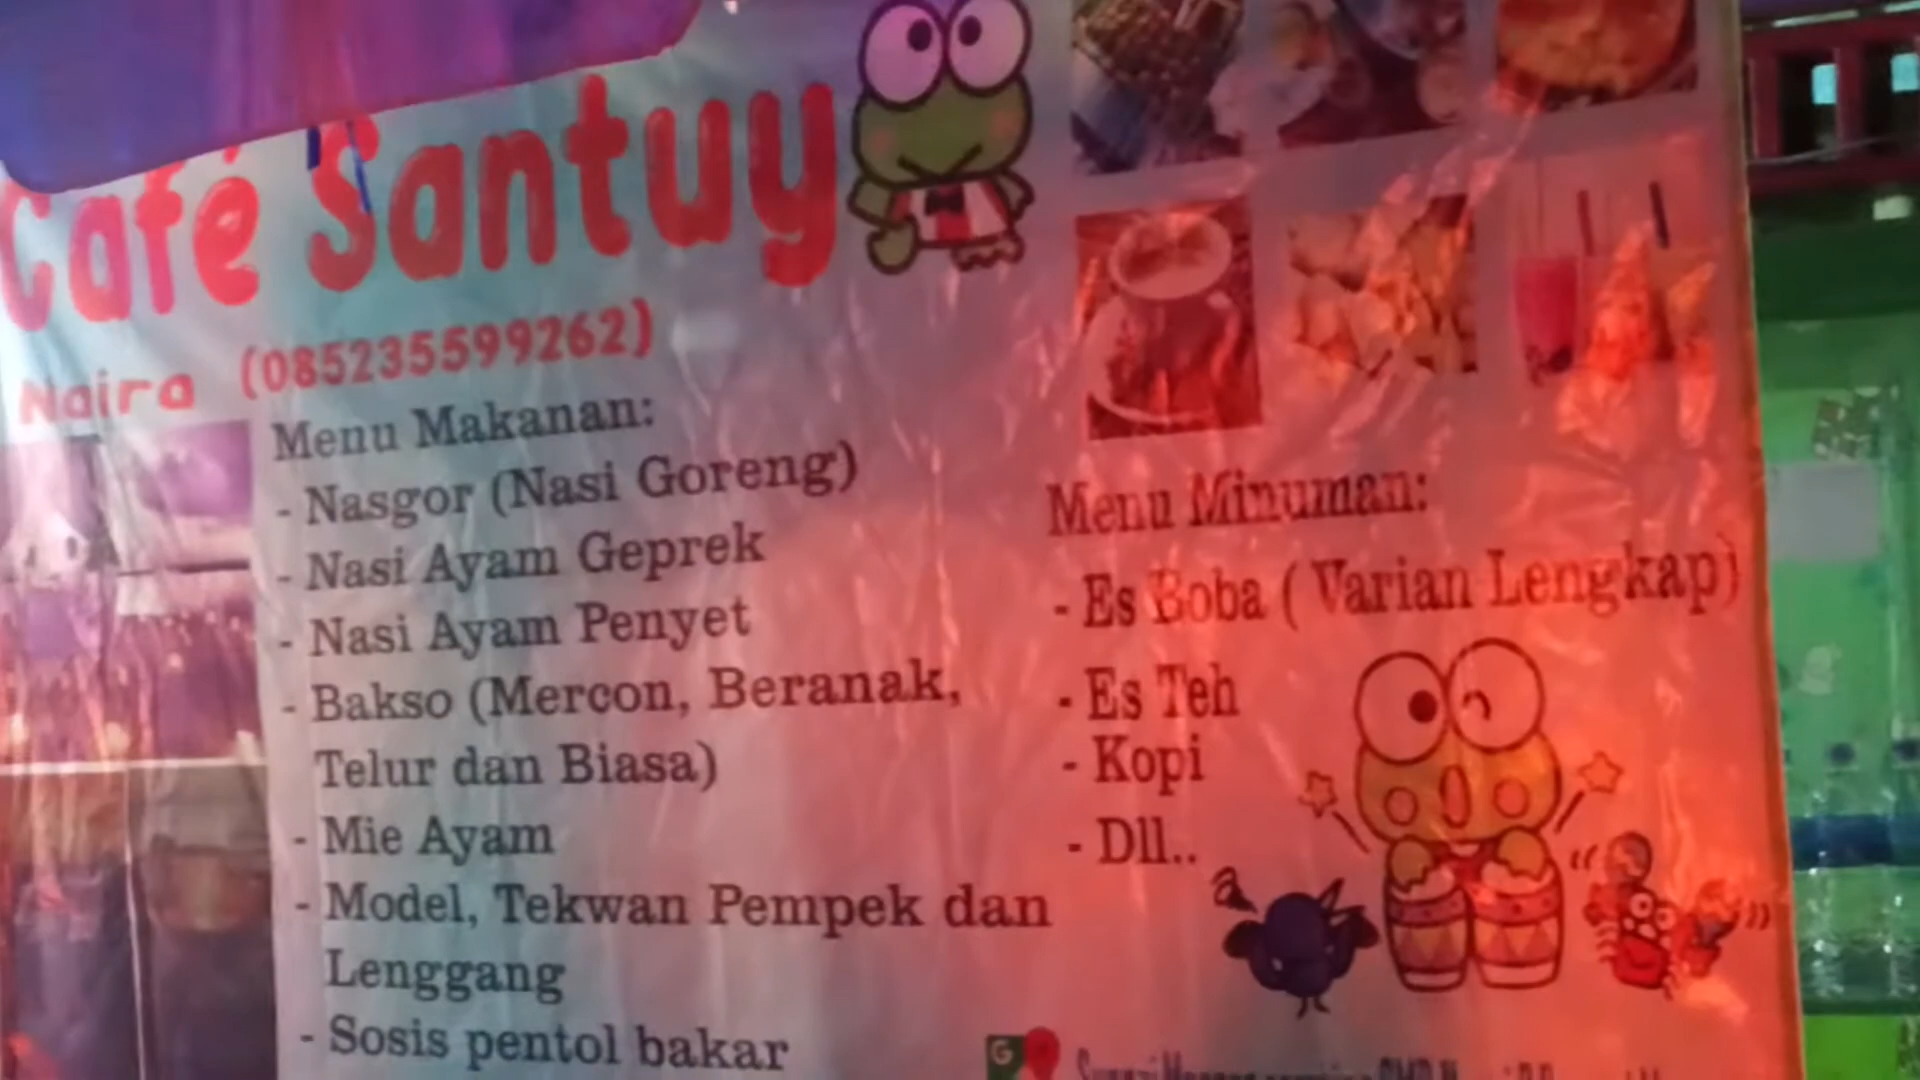 Café Santuy
Naira (085235599262)
Menu Makanan:
- Nasgor (Nasi Goreng)
- Nasi Ayam Geprek
- Nasi Ayam Penyet
- Bakso (Mercon, Beranak,
Telur dan Biasa)
- Mie Ayam
- Model, Tekwan Pempek dan
Lenggang
- Sosis pentol bakar
Menu Minuman:
- Es Boba ( Varian Lengkap)
- Es Teh
- Kopi
- Dll..
G